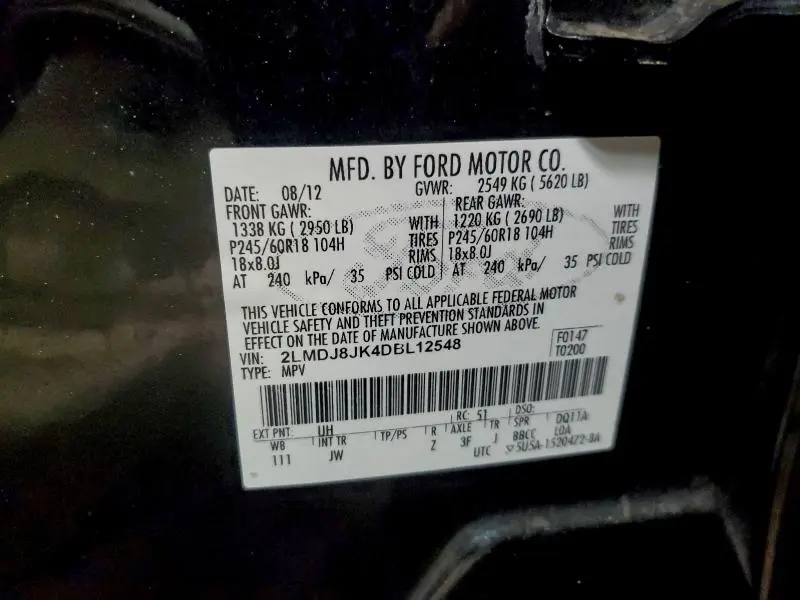 MFD. BY FORD MOTOR CO.
DATE: 08/12 GVWR: 2549 KG ( 5620 LB)
FRONT GAWR: REAR GAWR:
1338 KG ( 2950 LB) WITH 1220 KG ( 2690 LB) WITH
P245/60R18 104H TIRES P245/60R18 104H TIRES
18x8.0J RIMS 18x8.0J RIMS
AT 240 kPa/ 35 PSI COLD AT 240 kPa/ 35 PSI COLD
THIS VEHICLE CONFORMS TO ALL APPLICABLE FEDERAL MOTOR
VEHICLE SAFETY AND THEFT PREVENTION STANDARDS IN
EFFECT ON THE DATE OF MANUFACTURE SHOWN ABOVE.
VIN: 2LMDJ8JK4DBL12548 F0147
TYPE: MPV T0200
EXT PNT: UH RC: 51 DSO:
WB INT TR TP/PS R AXLE TR SPR DQ11A
111 JW Z 3F J BBCC LOA
UTC 5USA-1520472-BA